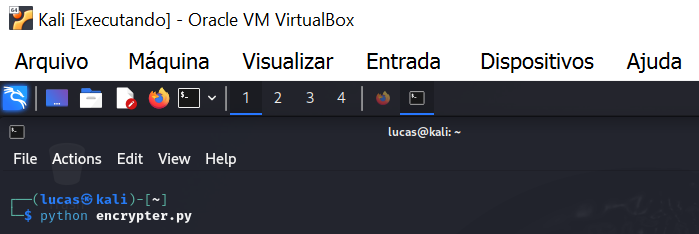 Kali [Executando] - Oracle VM VirtualBox
Arquivo Máquina Visualizar Entrada Dispositivos Ajuda
1 2 3 4
lucas@kali: ~
File Actions Edit View Help
┌──(lucas㉿kali)-[~]
└─$ python encrypter.py